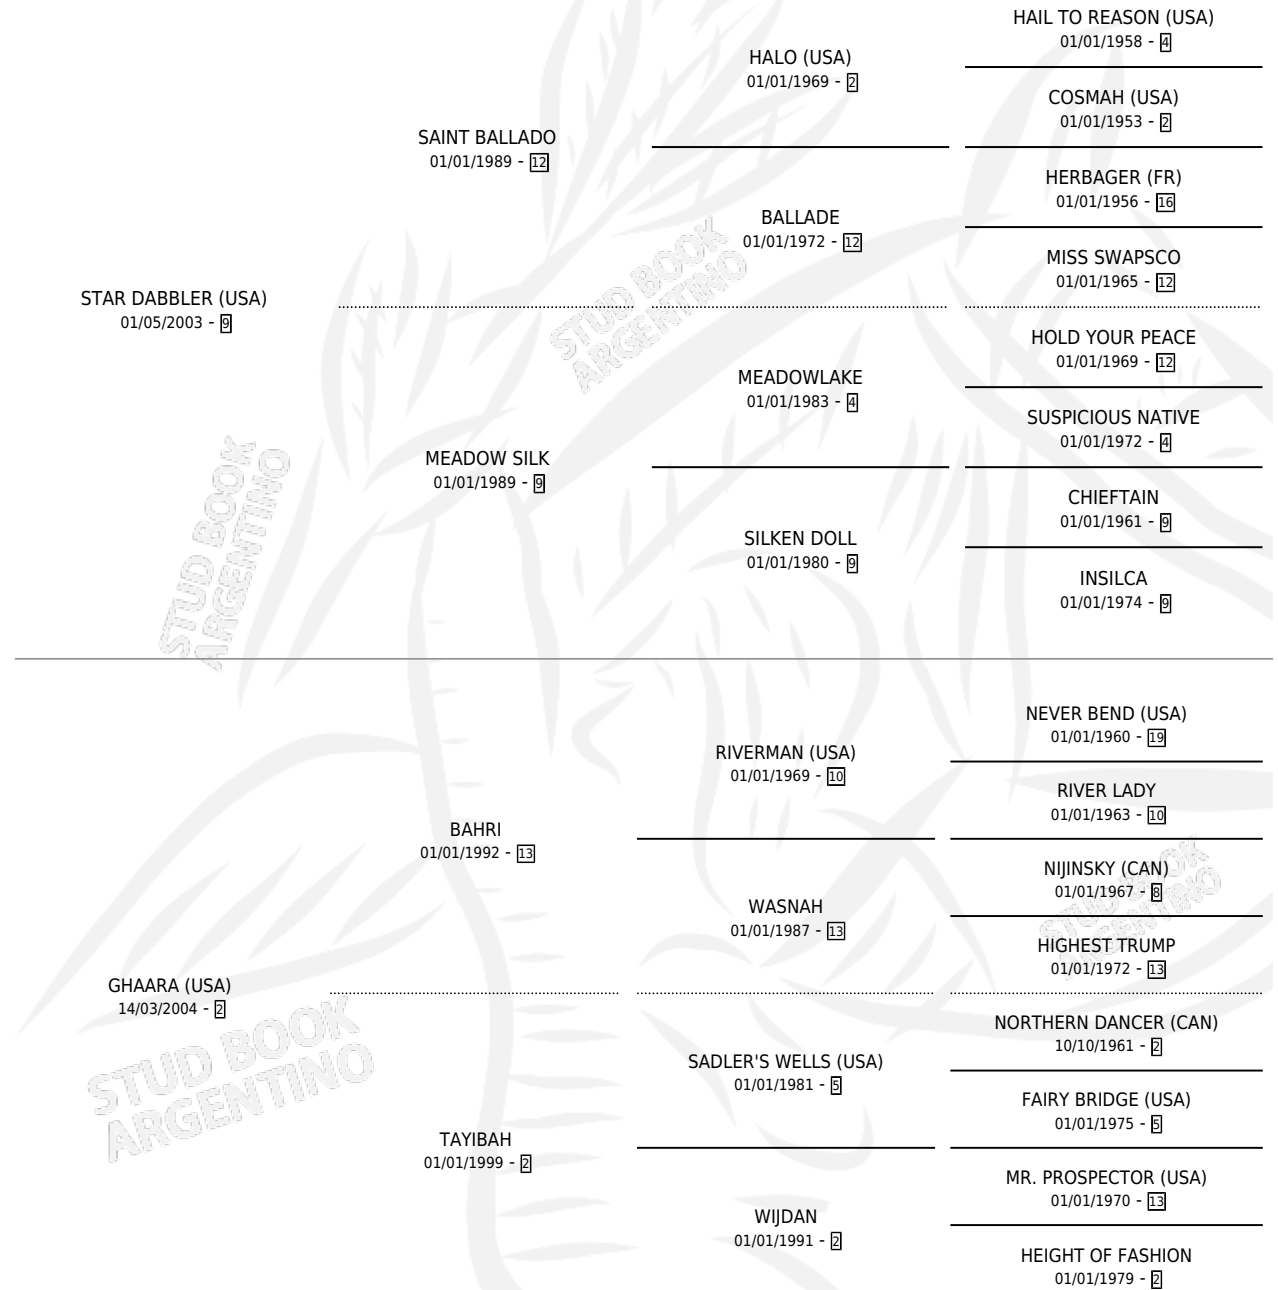 HAIL TO REASON (USA)
01/01/1958 - 4
HALO (USA)
01/01/1969 - 2
COSMAH (USA)
01/01/1953 - 2
SAINT BALLADO
01/01/1989 - 12
HERBAGER (FR)
01/01/1956 - 16
BALLADE
01/01/1972 - 12
MISS SWAPSCO
01/01/1965 - 12
STAR DABBLER (USA)
01/05/2003 - 9
STUD BOOK
ARGENTINO
HOLD YOUR PEACE
01/01/1969 - 12
MEADOWLAKE
01/01/1983 - 4
SUSPICIOUS NATIVE
01/01/1972 - 4
MEADOW SILK
01/01/1989 - 9
CHIEFTAIN
01/01/1961 - 9
SILKEN DOLL
01/01/1980 - 9
INSILCA
01/01/1974 - 9
STUD BOOK
ARGENTINO
NEVER BEND (USA)
01/01/1960 - 19
RIVERMAN (USA)
01/01/1969 - 10
RIVER LADY
01/01/1963 - 10
BAHRI
01/01/1992 - 13
NIJINSKY (CAN)
01/01/1967 - 8
WASNAH
01/01/1987 - 13
STUD BOOK
ARGENTINO
HIGHEST TRUMP
01/01/1972 - 13
GHAARA (USA)
14/03/2004 - 2
NORTHERN DANCER (CAN)
10/10/1961 - 2
SADLER'S WELLS (USA)
01/01/1981 - 5
STUD BOOK
ARGENTINO
FAIRY BRIDGE (USA)
01/01/1975 - 5
TAYIBAH
01/01/1999 - 2
MR. PROSPECTOR (USA)
01/01/1970 - 13
WIJDAN
01/01/1991 - 2
HEIGHT OF FASHION
01/01/1979 - 2